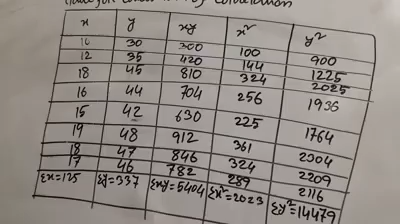 Correlation
x y xy x² y²
10 30 300 100 900
12 35 420 144 1225
18 45 810 324 2025
16 44 704 256 1936
15 42 630 225 1764
19 48 912 361 2304
18 47 846 324 2209
17 46 782 289 2116
Σx=125 Σy=337 Σxy=5404 Σx²=2023 Σy²=14479